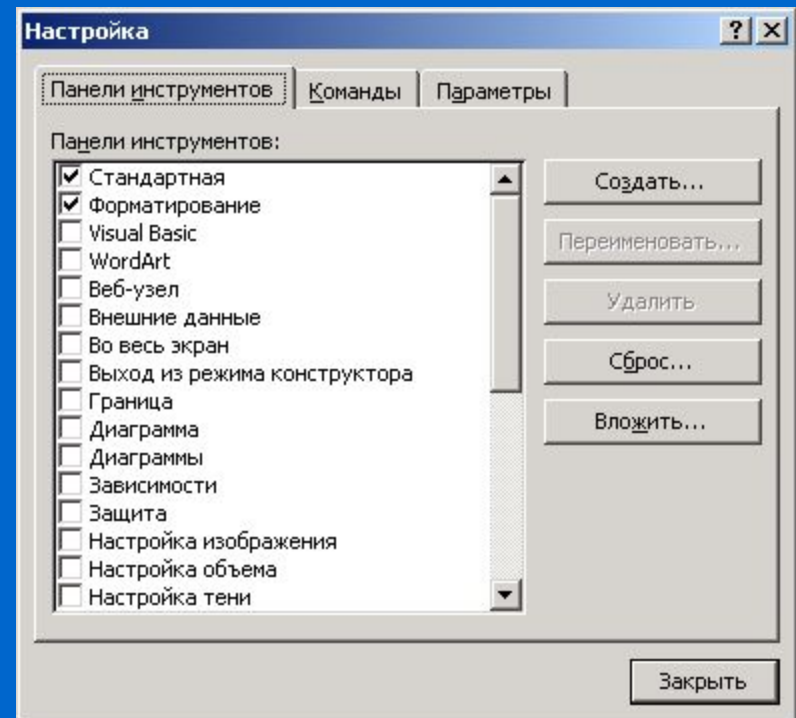 Настройка
Панели инструментов Команды Параметры
Панели инструментов:
Стандартная
Форматирование
Visual Basic
WordArt
Веб-узел
Внешние данные
Во весь экран
Выход из режима конструктора
Граница
Диаграмма
Диаграммы
Зависимости
Защита
Настройка изображения
Настройка объема
Настройка тени
Создать...
Переименовать...
Удалить
Сброс...
Вложить...
Закрыть